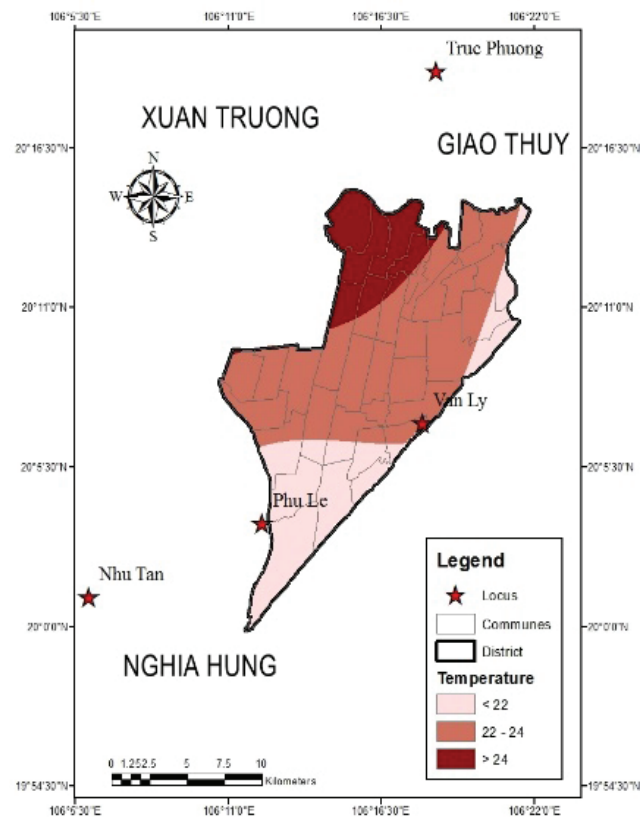 106°5'30"E 106°11'0"E 106°16'30"E 106°22'0"E
Truc Phuong
XUAN TRUONG
GIAO THUY
20°16'30"N 20°16'30"N
N
W E
S
20°11'0"N 20°11'0"N
Van Ly
20°5'30"N 20°5'30"N
Phu Le
Nhu Tan
20°0'0"N 20°0'0"N
NGHIA HUNG
Legend
Locus
Communes
District
Temperature
< 22
22 - 24
> 24
0 1.252.5 5 7.5 10
Kilometers
19°54'30"N 19°54'30"N
106°5'30"E 106°11'0"E 106°16'30"E 106°22'0"E